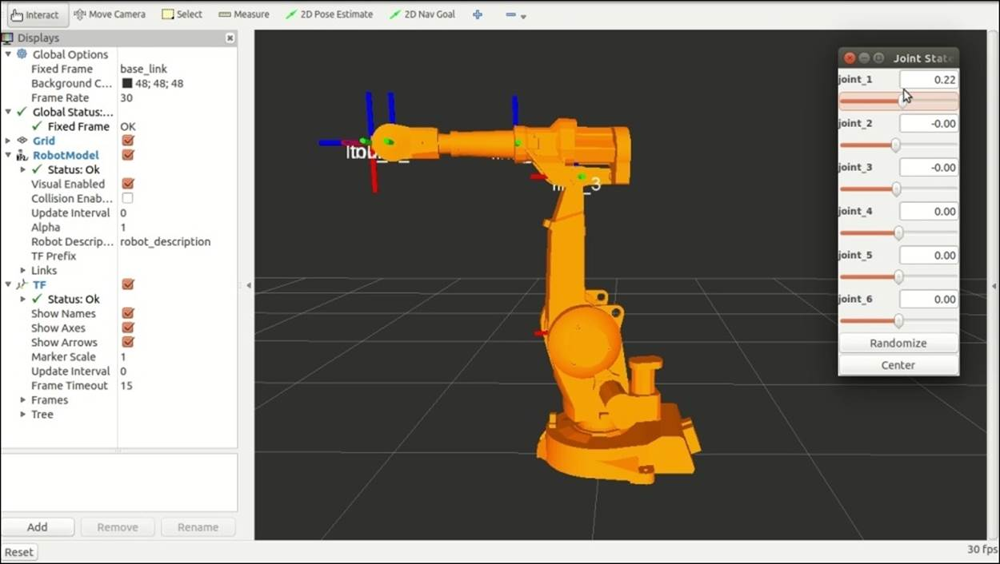 Interact Move Camera Select Measure 2D Pose Estimate 2D Nav Goal
Displays
Global Options
Fixed Frame base_link
Background C... 48; 48; 48
Frame Rate 30
Global Status:...
Fixed Frame OK
Grid
RobotModel
Status: Ok
Visual Enabled
Collision Enab...
Update Interval 0
Alpha 1
Robot Descrip... robot_description
TF Prefix
Links
TF
Status: Ok
Show Names
Show Axes
Show Arrows
Marker Scale 1
Update Interval 0
Frame Timeout 15
Frames
Tree
Add Remove Rename
Reset
Joint State
joint_1 0.22
joint_2 -0.00
joint_3 -0.00
joint_4 0.00
joint_5 0.00
joint_6 0.00
Randomize
Center
30 fps